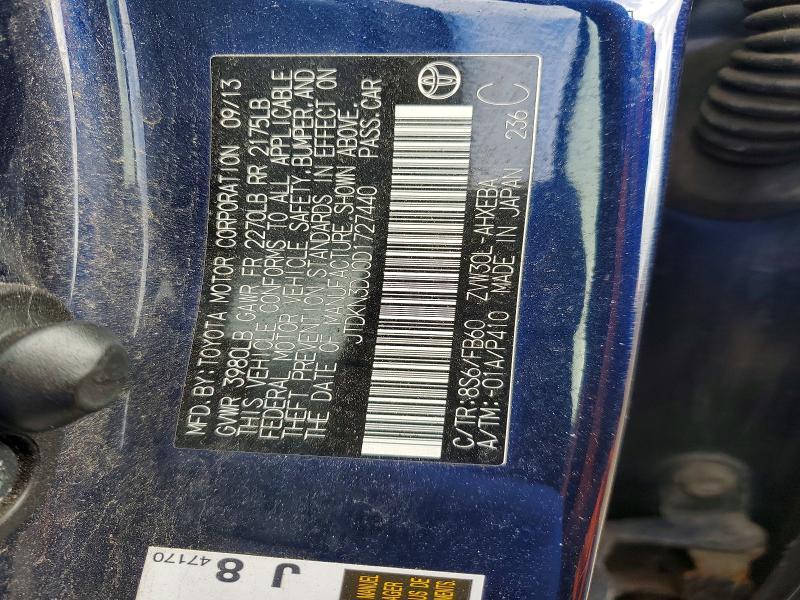 MFD. BY: TOYOTA MOTOR CORPORATION 09/13
GVWR 3980LB GAWR FR 2270LB RR 2175LB
THIS VEHICLE CONFORMS TO ALL APPLICABLE
FEDERAL MOTOR VEHICLE SAFETY, BUMPER, AND
THEFT PREVENTION STANDARDS IN EFFECT ON
THE DATE OF MANUFACTURE SHOWN ABOVE.
PASS. CAR
C/TR: 8S6/FB60 ZVW30L-AHXEBA
A/TM: -01A/P410 MADE IN JAPAN 236 C
J 8
47170
MANUEL